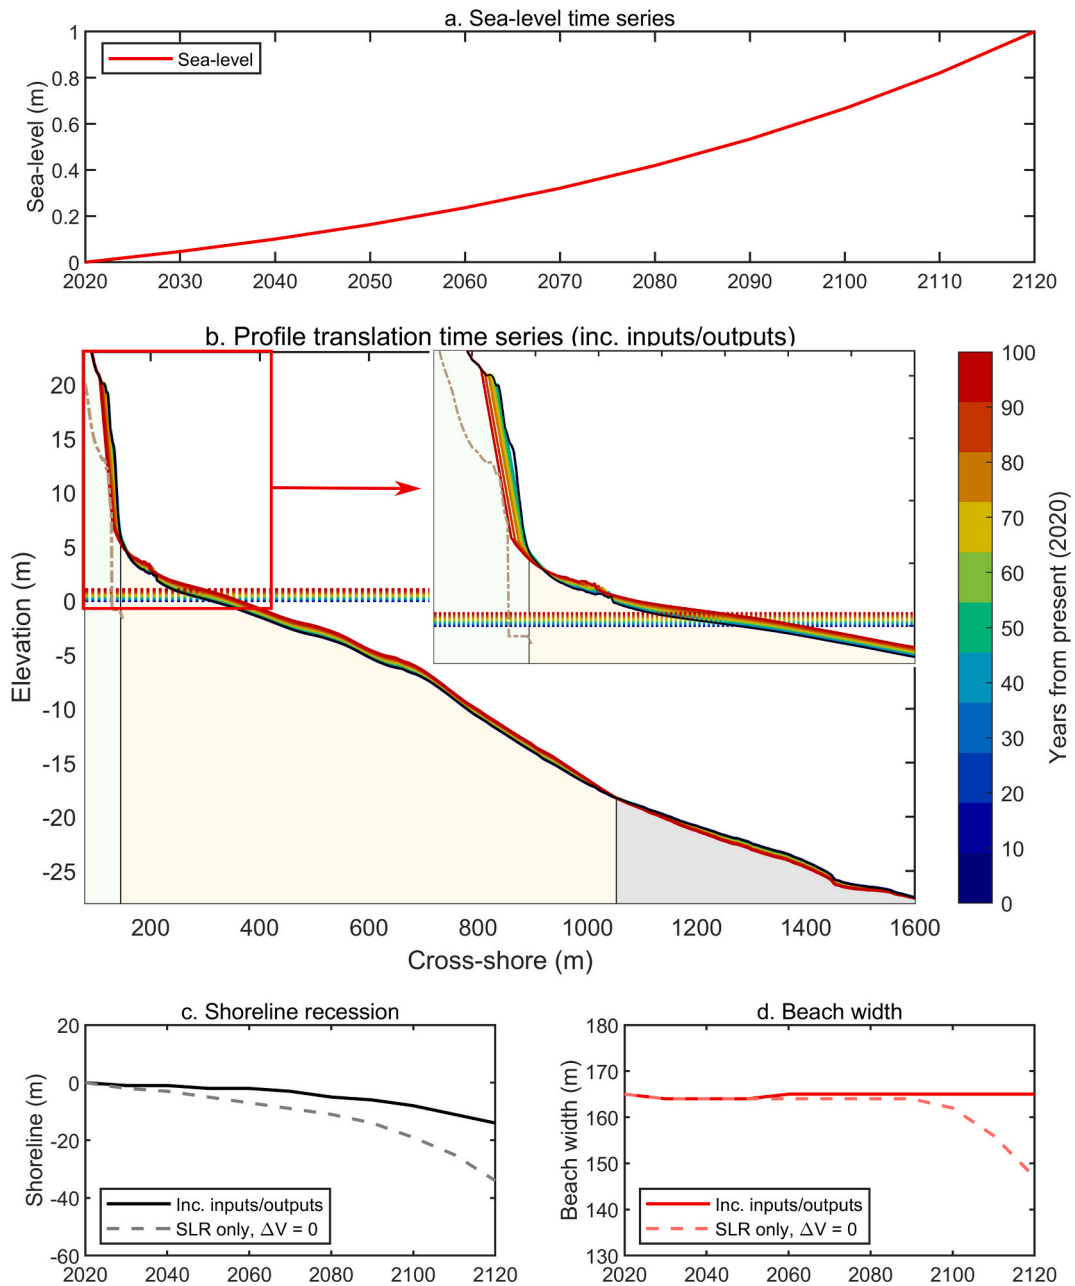 a. Sea-level time series
Sea-level (m)
1
0.8
0.6
0.4
0.2
0
Sea-level
2020 2030 2040 2050 2060 2070 2080 2090 2100 2110 2120
b. Profile translation time series (inc. inputs/outputs)
Elevation (m)
20
15
10
5
0
-5
-10
-15
-20
-25
200 400 600 800 1000 1200 1400 1600
Cross-shore (m)
100
90
80
70
60
50
40
30
20
10
0
Years from present (2020)
c. Shoreline recession
Shoreline (m)
20
0
-20
-40
-60
Inc. inputs/outputs
SLR only, ΔV = 0
2020 2040 2060 2080 2100 2120
d. Beach width
Beach width (m)
180
170
160
150
140
130
Inc. inputs/outputs
SLR only, ΔV = 0
2020 2040 2060 2080 2100 2120